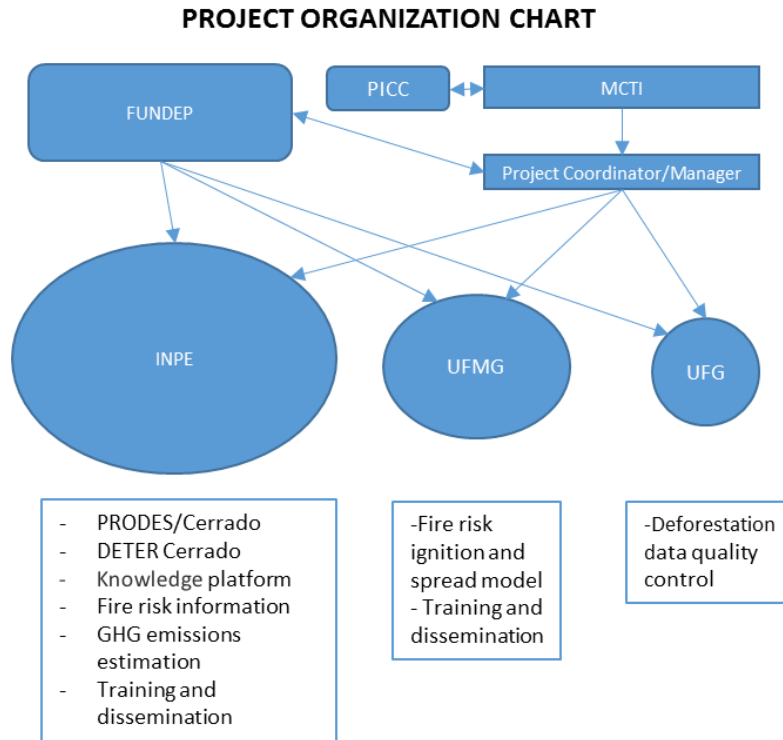 PROJECT ORGANIZATION CHART
FUNDEP
PICC
MCTI
Project Coordinator/Manager
INPE
UFMG
UFG
- PRODES/Cerrado
- DETER Cerrado
- Knowledge platform
- Fire risk information
- GHG emissions
estimation
- Training and
dissemination
-Fire risk
ignition and
spread model
- Training and
dissemination
-Deforestation
data quality
control